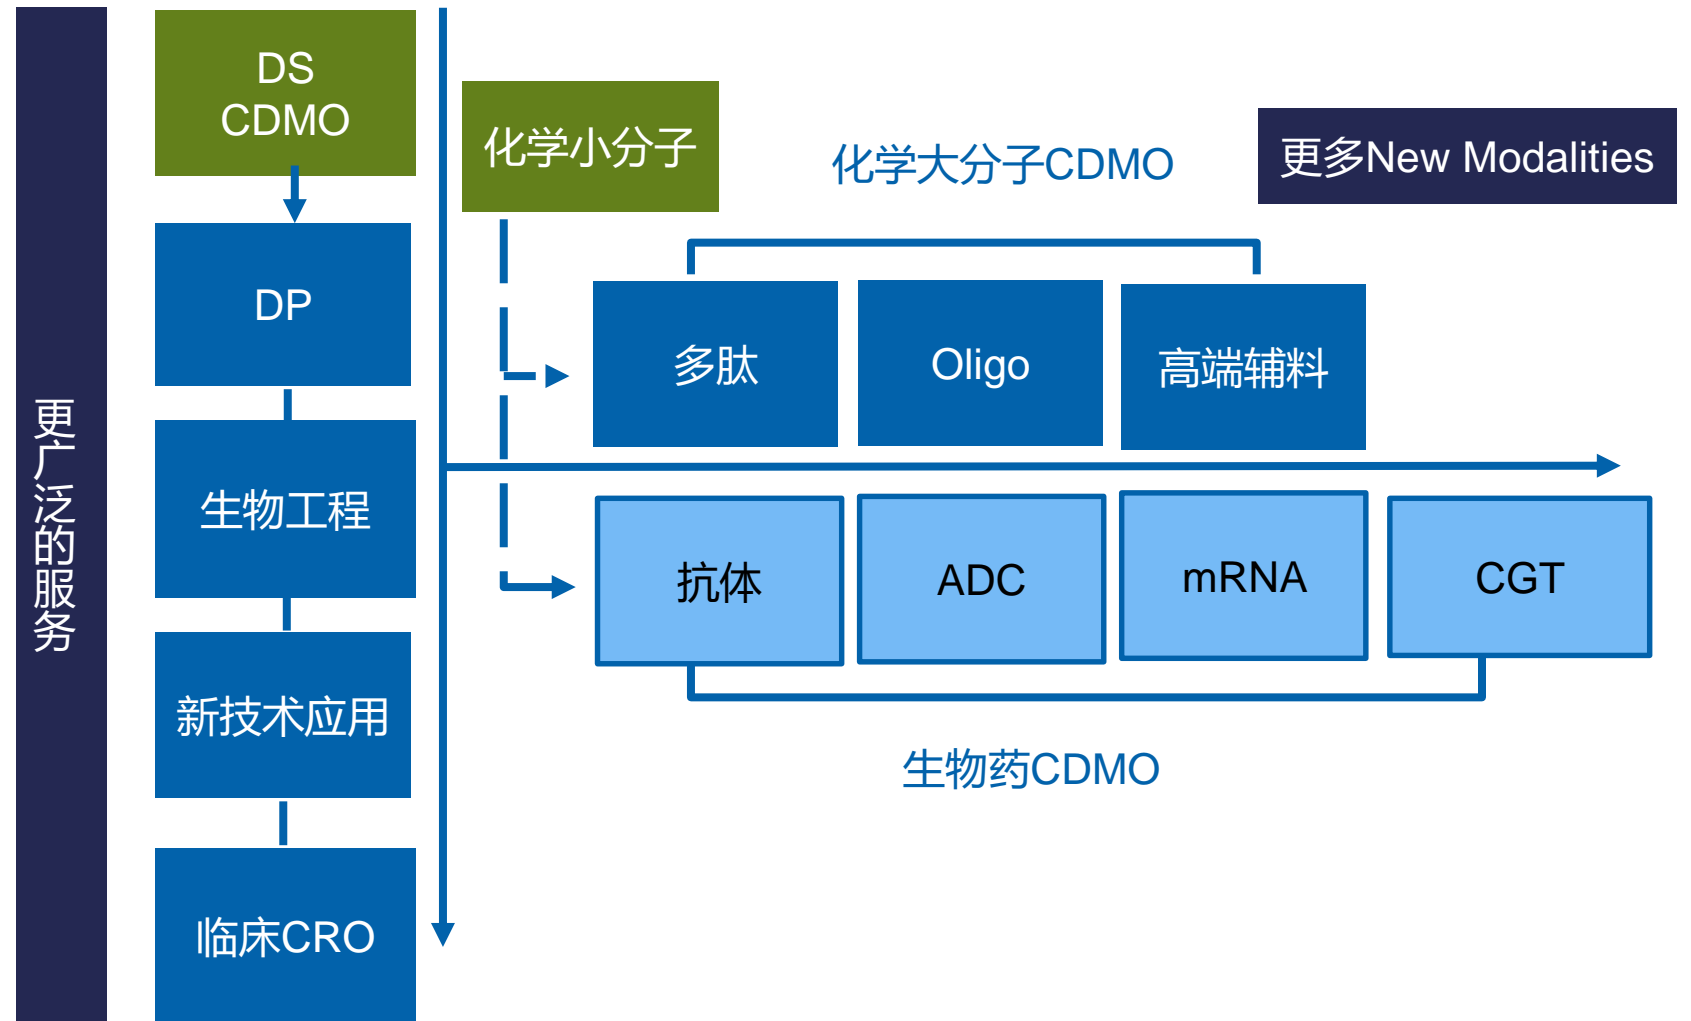 更广泛的服务
DS
CDMO
DP
生物工程
新技术应用
临床CRO
化学小分子
化学大分子CDMO
更多New Modalities
多肽
Oligo
高端辅料
抗体
ADC
mRNA
CGT
生物药CDMO